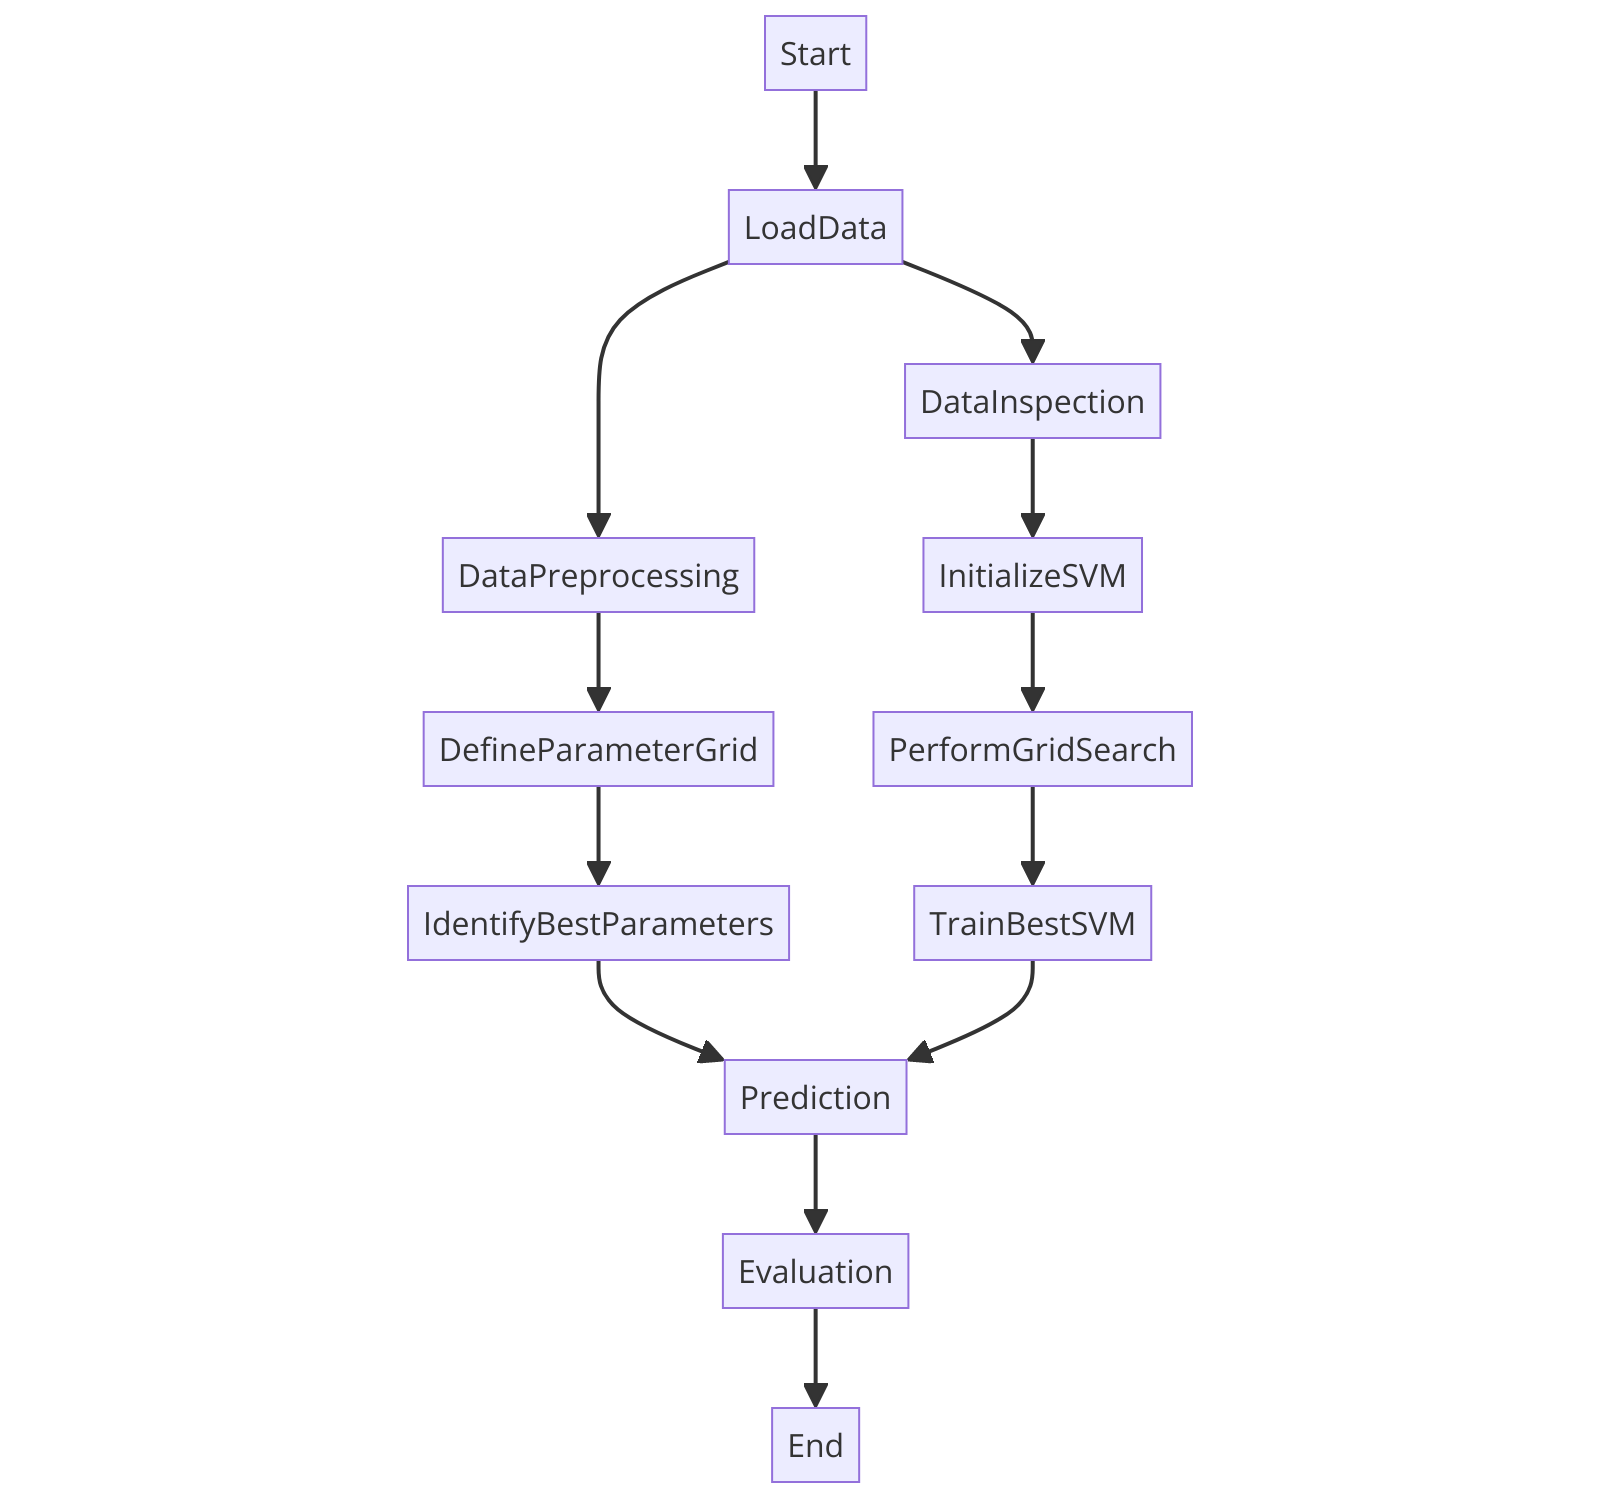 Start
LoadData
DataInspection
DataPreprocessing
InitializeSVM
DefineParameterGrid
PerformGridSearch
IdentifyBestParameters
TrainBestSVM
Prediction
Evaluation
End